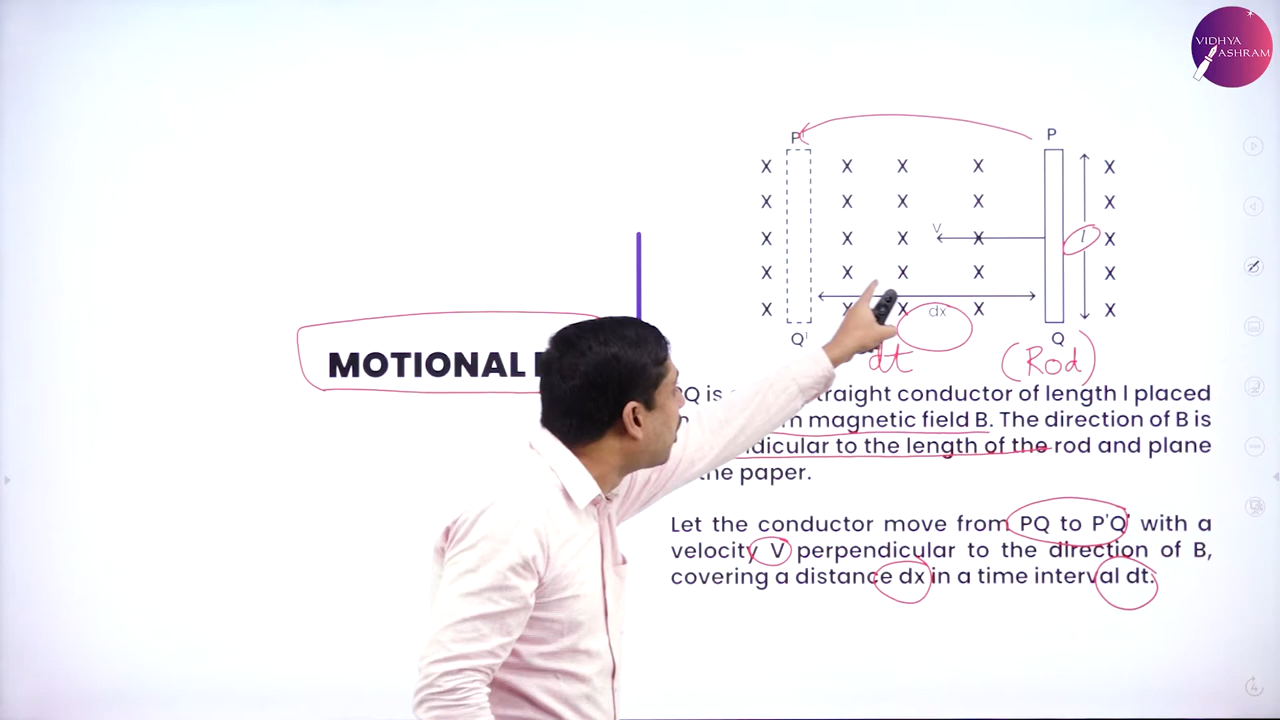 VIDHYA
ASHRAM
P'
P
X X X X X
X X X X X
V
X X X X l X
X X X X X
X X X dx X
Q'
Q
dt (Rod)
MOTIONAL
is straight conductor of length l placed
magnetic field B. The direction of B is
to the length of the rod and plane
the paper.
Let the conductor move from PQ to P'Q' with a
velocity V perpendicular to the direction of B,
covering a distance dx in a time interval dt.
4